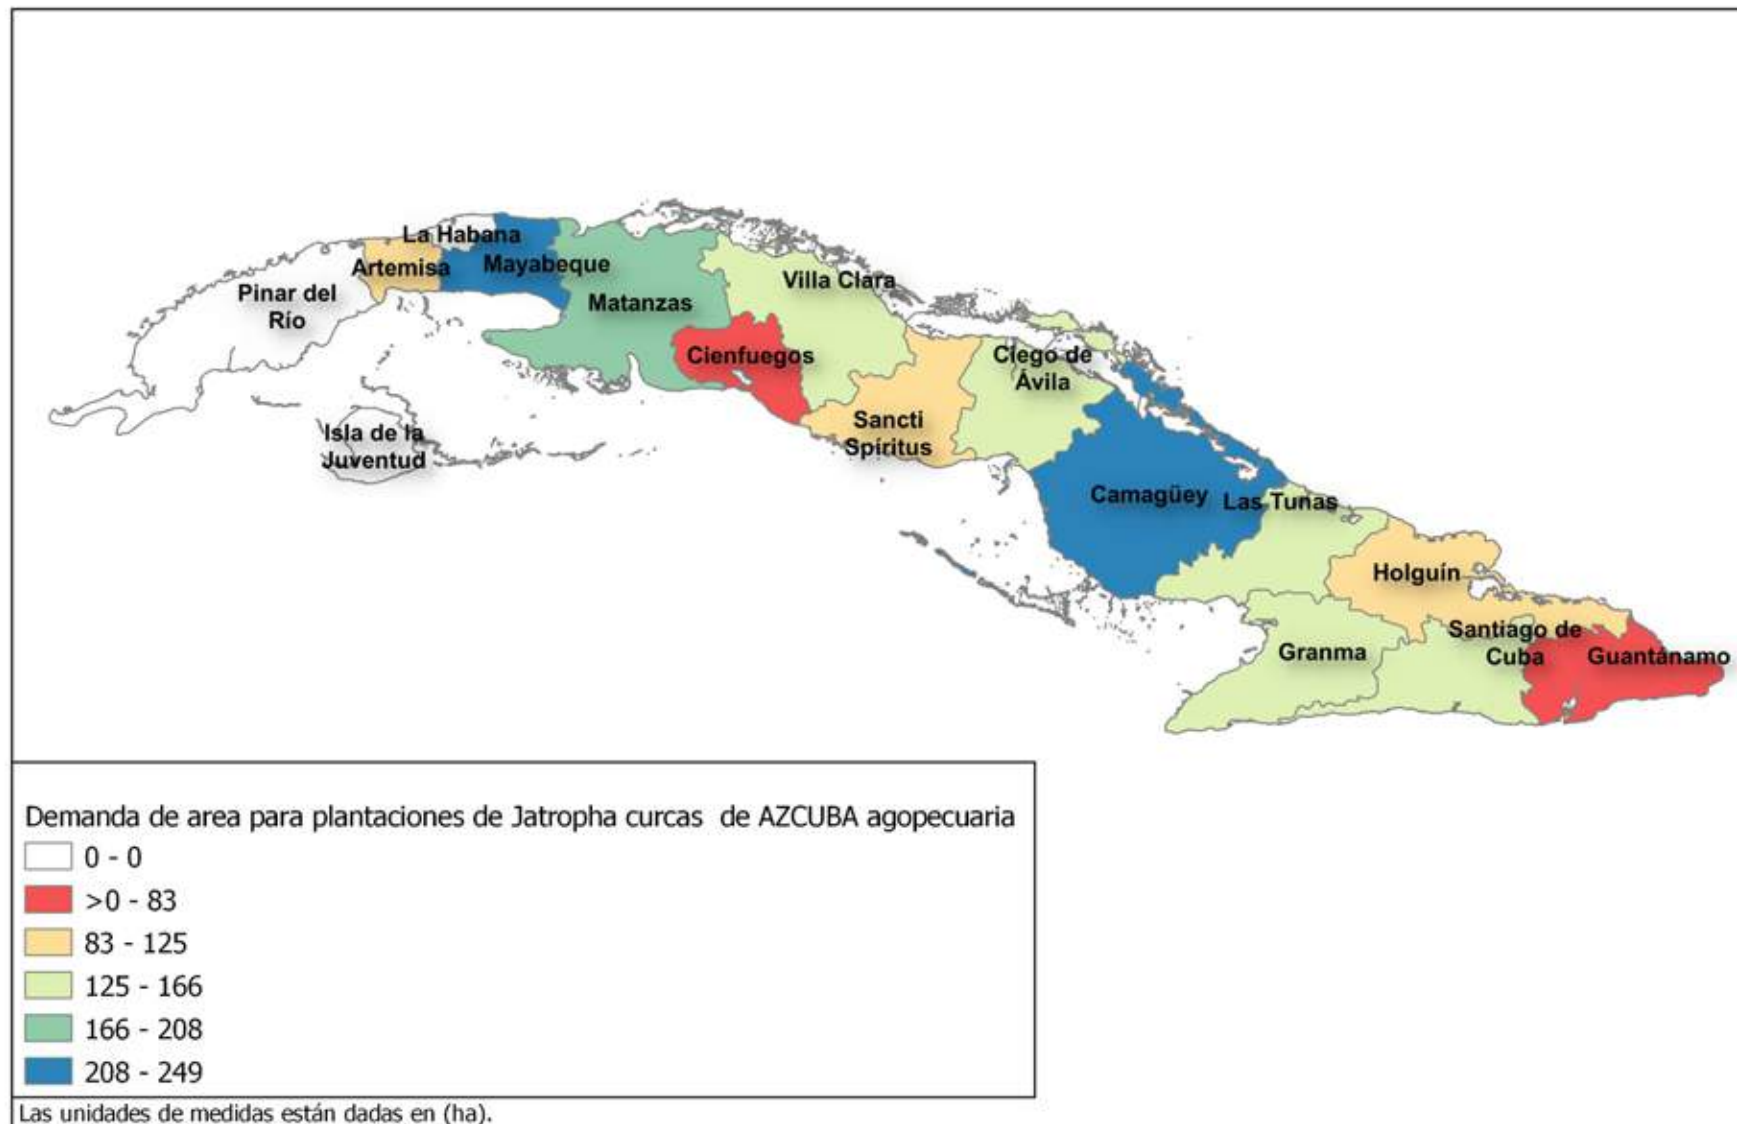 La Habana
Artemisa
Mayabeque
Pinar del
Río
Matanzas
Villa Clara
Cienfuegos
Ciego de
Ávila
Isla de la
Juventud
Sancti
Spíritus
Camagüey
Las Tunas
Holguín
Santiago de
Cuba
Granma
Guantánamo
Demanda de area para plantaciones de Jatropha curcas de AZCUBA agopecuaria
0 - 0
>0 - 83
83 - 125
125 - 166
166 - 208
208 - 249
Las unidades de medidas están dadas en (ha).